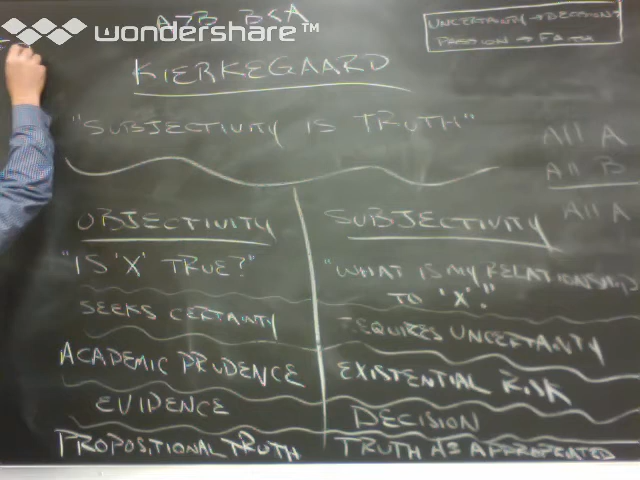 wondershare™
A⊃B B<A
UNCERTAINTY → DECISION?
PASSION → FAITH
KIERKEGAARD
"SUBJECTIVITY IS TRUTH"
All A
All B
All A
OBJECTIVITY
SUBJECTIVITY
"IS 'X' TRUE?"
"WHAT IS MY RELATIONSHIP
TO 'X'?"
SEEKS CERTAINTY
REQUIRES UNCERTAINTY
ACADEMIC PRUDENCE
EXISTENTIAL RISK
EVIDENCE
DECISION
PROPOSITIONAL TRUTH
TRUTH AS APPROPRIATED